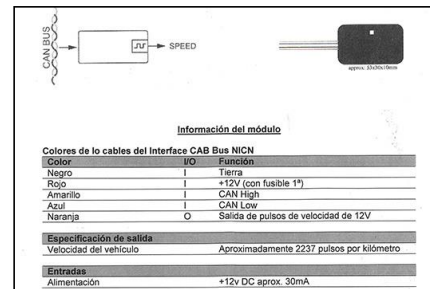 CAN BUS
SPEED
aprox. 53x30x10mm
Información del módulo
Colores de lo cables del Interface CAB Bus NICN
Color I/O Función
Negro I Tierra
Rojo I +12V (con fusible 1ª)
Amarillo I CAN High
Azul I CAN Low
Naranja O Salida de pulsos de velocidad de 12V
Especificación de salida
Velocidad del vehículo Aproximadamente 2237 pulsos por kilómetro
Entradas
Alimentación +12v DC aprox. 30mA